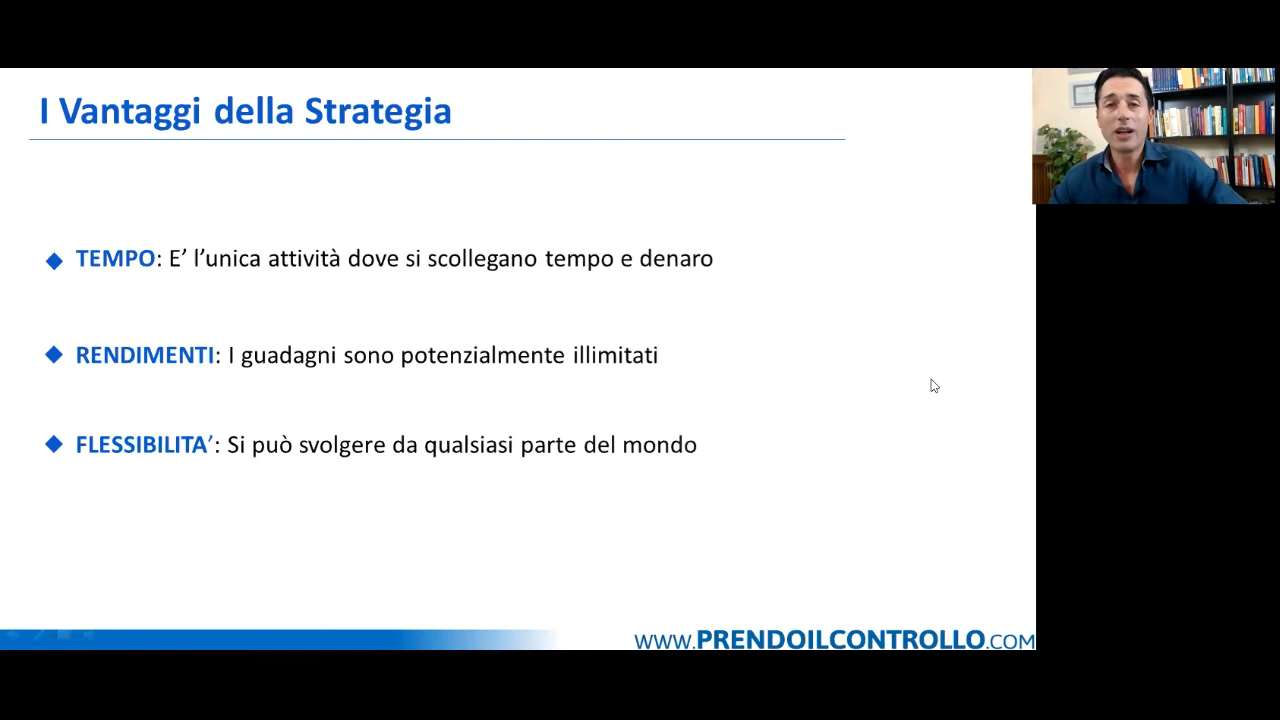 I Vantaggi della Strategia
TEMPO: E’ l’unica attività dove si scollegano tempo e denaro
RENDIMENTI: I guadagni sono potenzialmente illimitati
FLESSIBILITA’: Si può svolgere da qualsiasi parte del mondo
WWW.PRENDOILCONTROLLO.COM